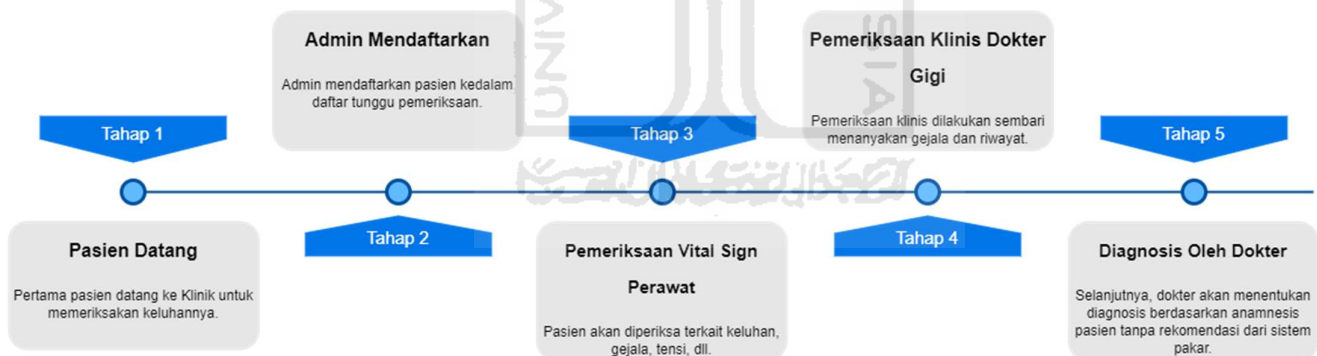 Tahap 1
Pasien Datang
Pertama pasien datang ke Klinik untuk
memeriksakan keluhannya.
Admin Mendaftarkan
Admin mendaftarkan pasien kedalam
daftar tunggu pemeriksaan.
Tahap 2
Tahap 3
Pemeriksaan Vital Sign
Perawat
Pasien akan diperiksa terkait keluhan,
gejala, tensi, dll.
Pemeriksaan Klinis Dokter
Gigi
Pemeriksaan klinis dilakukan sembari
menanyakan gejala dan riwayat.
Tahap 4
Tahap 5
Diagnosis Oleh Dokter
Selanjutnya, dokter akan menentukan
diagnosis berdasarkan anamnesis
pasien tanpa rekomendasi dari sistem
pakar.